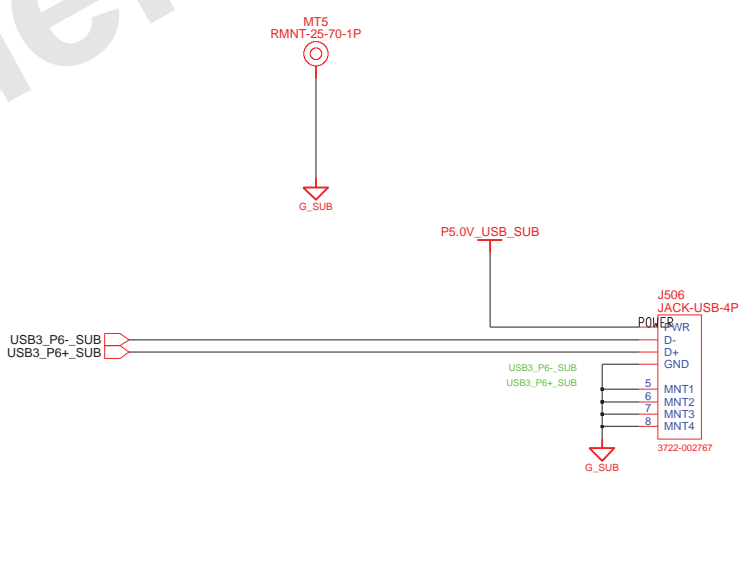 MT5
RMNT-25-70-1P
G_SUB
P5.0V_USB_SUB
J506
JACK-USB-4P
POWER
PWR
USB3_P6-_SUB
D-
USB3_P6+_SUB
D+
GND
USB3_P6-_SUB
USB3_P6+_SUB
5 MNT1
6 MNT2
7 MNT3
8 MNT4
3722-002767
G_SUB